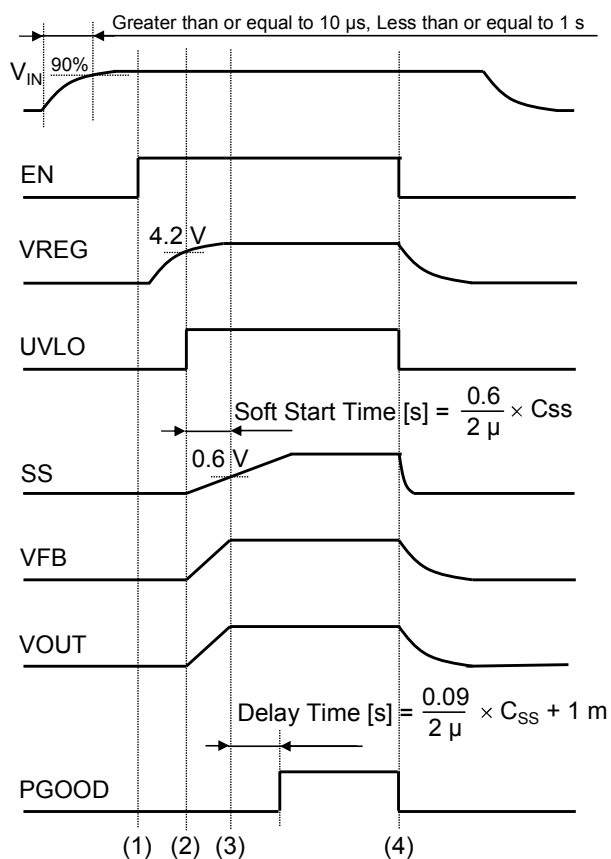 Greater than or equal to 10 µs, Less than or equal to 1 s
V_IN
90%
EN
VREG
4.2 V
UVLO
Soft Start Time [s] = 0.6 / 2 µ × Css
0.6 V
SS
VFB
VOUT
Delay Time [s] = 0.09 / 2 µ × C_SS + 1 m
PGOOD
(1) (2) (3) (4)